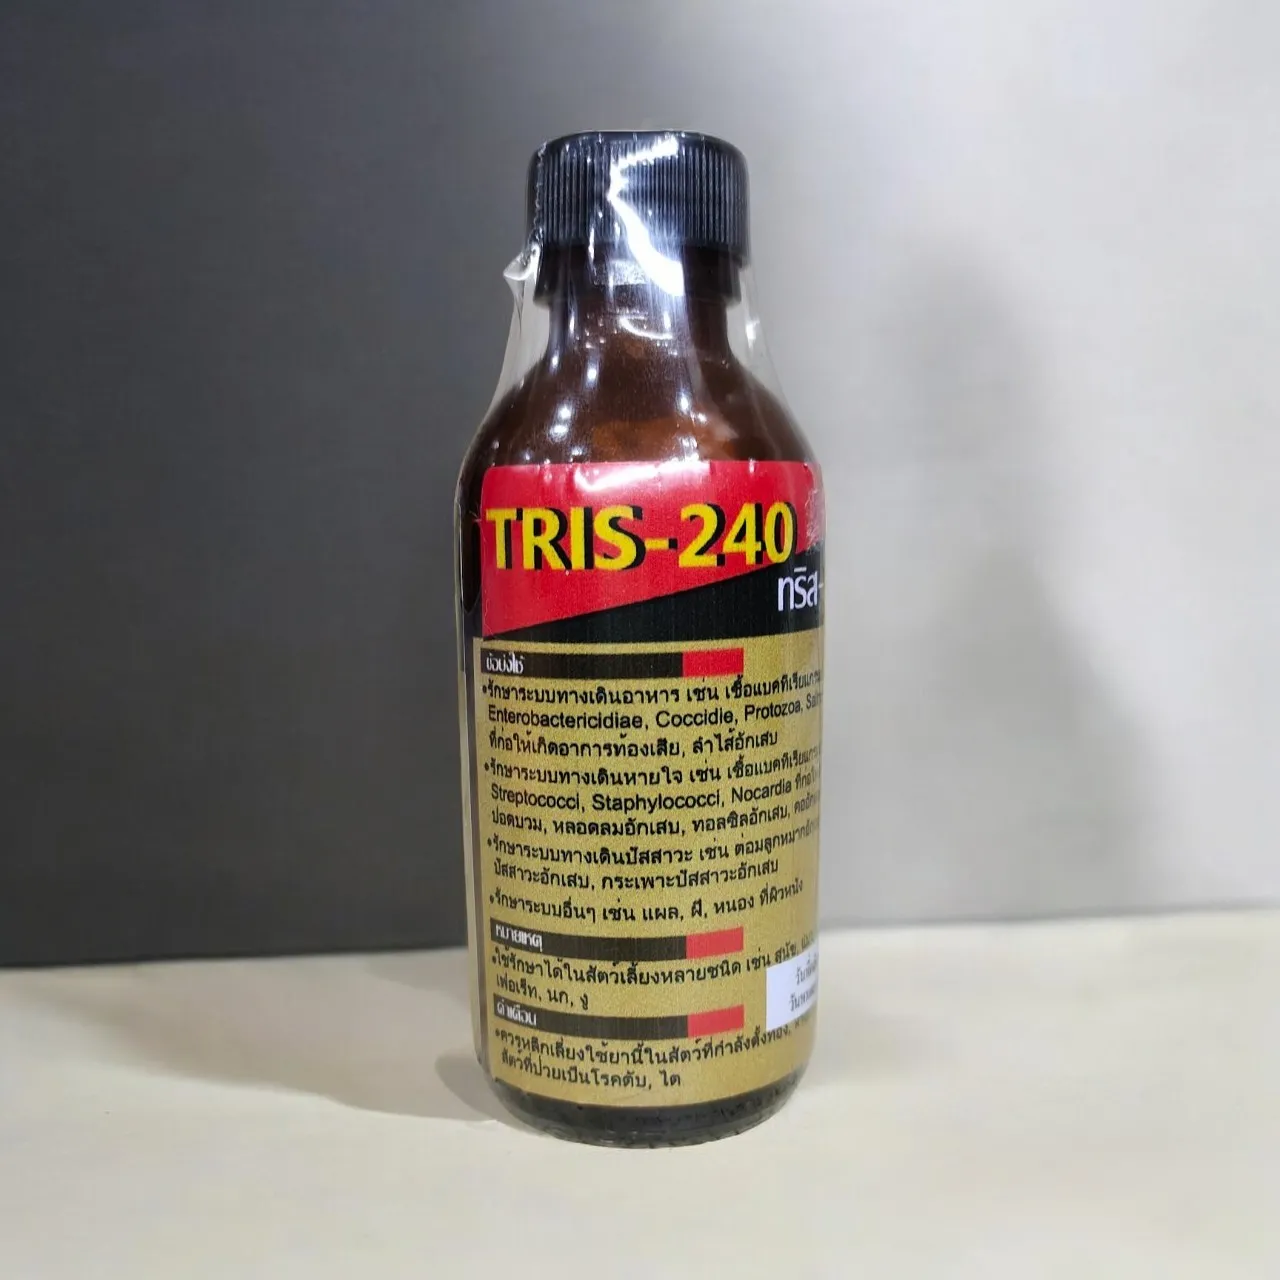 TRIS-240
ทริส-
ข้อบ่งใช้
•รักษาระบบทางเดินอาหาร เช่น เชื้อแบคทีเรียแกรม
Enterobactericidiae, Coccidie, Protozoa,
ที่ก่อให้เกิดอาการท้องเสีย, ลำไส้อักเสบ
•รักษาระบบทางเดินหายใจ เช่น เชื้อแบคทีเรียแกรม
Streptococci, Staphylococci, Nocardia ที่ก่อ
ปอดบวม, หลอดลมอักเสบ, ทอลซิลอักเสบ,
•รักษาระบบทางเดินปัสสาวะ เช่น ต่อมลูกหมากอักเสบ
ปัสสาวะอักเสบ, กระเพาะปัสสาวะอักเสบ
•รักษาระบบอื่นๆ เช่น แผล, ฝี, หนอง ที่ผิวหนัง
หมายเหตุ
•ใช้รักษาได้ในสัตว์เลี้ยงหลายชนิด เช่น สุนัข,
เฟอเร็ท, นก, งู
คำเตือน
•ควรหลีกเลี่ยงใช้ยานี้ในสัตว์ที่กำลังตั้งท้อง,
สัตว์ที่ป่วยเป็นโรคตับ, ไต